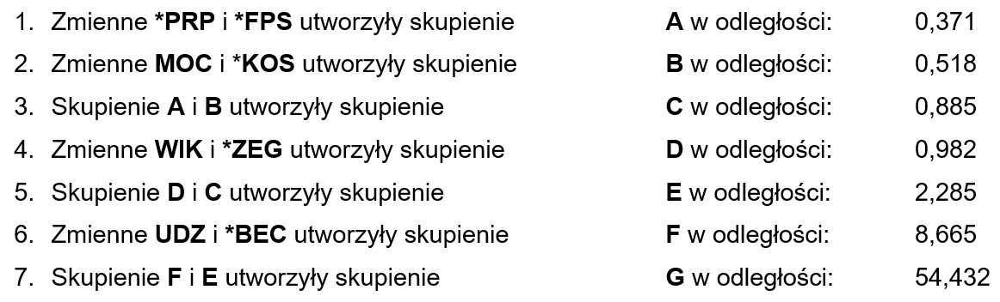 1. Zmienne *PRP i *FPS utworzyły skupienie A w odległości: 0,371
2. Zmienne MOC i *KOS utworzyły skupienie B w odległości: 0,518
3. Skupienie A i B utworzyły skupienie C w odległości: 0,885
4. Zmienne WIK i *ZEG utworzyły skupienie D w odległości: 0,982
5. Skupienie D i C utworzyły skupienie E w odległości: 2,285
6. Zmienne UDZ i *BEC utworzyły skupienie F w odległości: 8,665
7. Skupienie F i E utworzyły skupienie G w odległości: 54,432